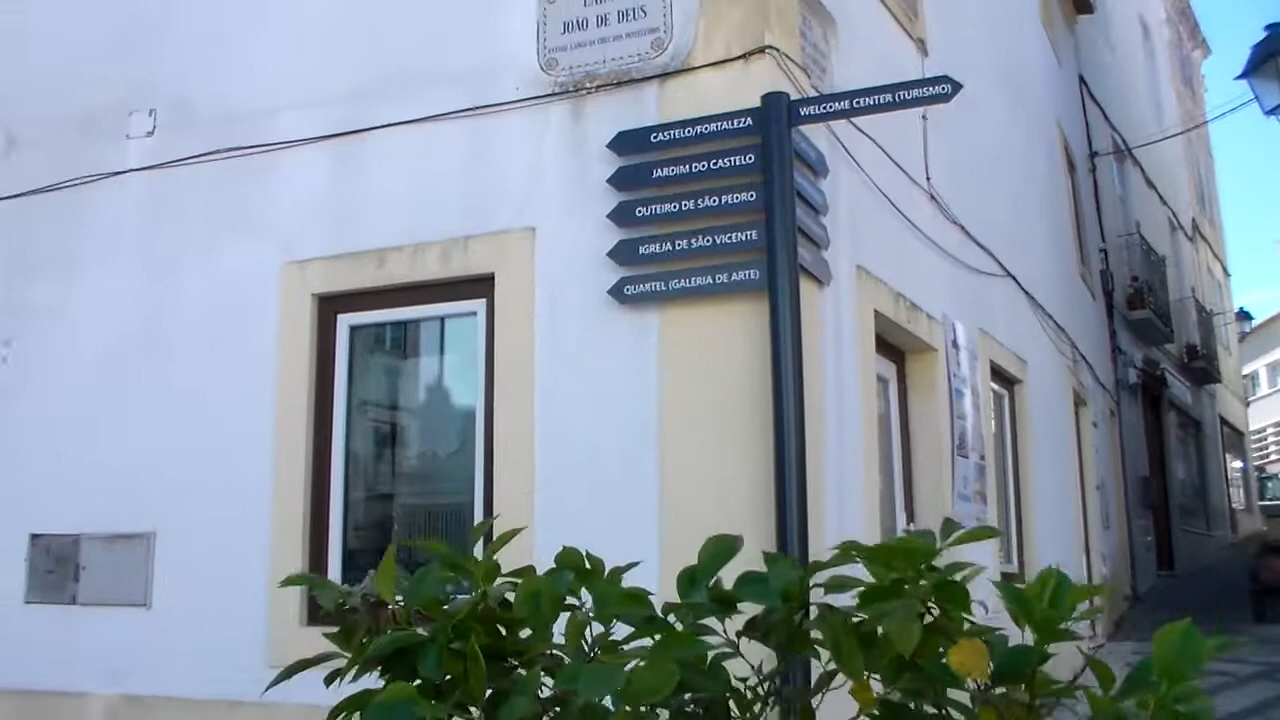 JOÃO DE DEUS
WELCOME CENTER (TURISMO)
CASTELO/FORTALEZA
JARDIM DO CASTELO
OUTEIRO DE SÃO PEDRO
IGREJA DE SÃO VICENTE
QUARTEL (GALERIA DE ARTE)